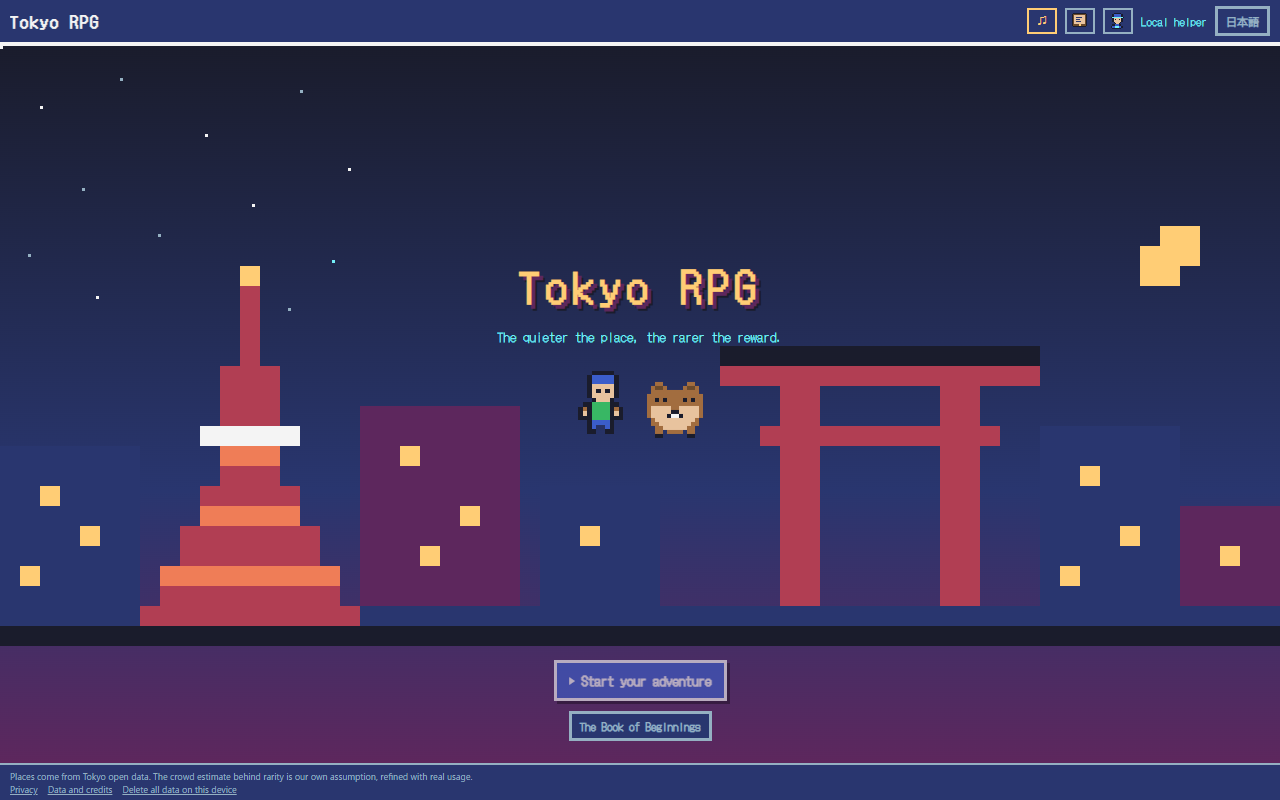 Tokyo RPG
♫
Local helper
日本語
Tokyo RPG
The quieter the place, the rarer the reward.
▶ Start your adventure
The Book of Beginnings
Places come from Tokyo open data. The crowd estimate behind rarity is our own assumption, refined with real usage.
Privacy Data and credits Delete all data on this device